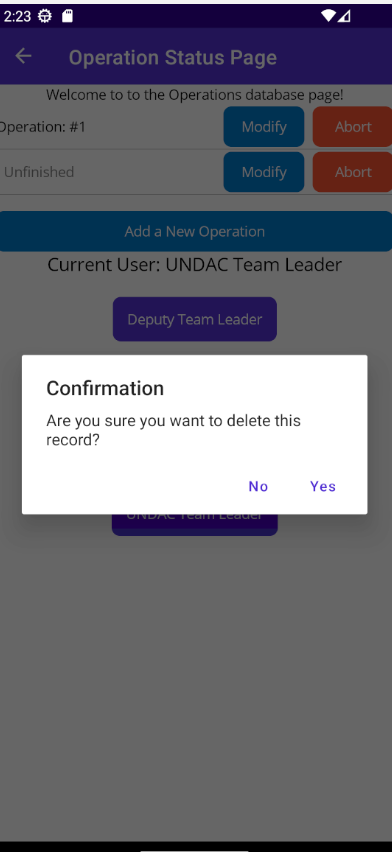 2:23
Operation Status Page
Welcome to to the Operations database page!
Operation: #1
Modify
Abort
Unfinished
Modify
Abort
Add a New Operation
Current User: UNDAC Team Leader
Deputy Team Leader
Confirmation
Are you sure you want to delete this
record?
No
Yes
UNDAC Team Leader